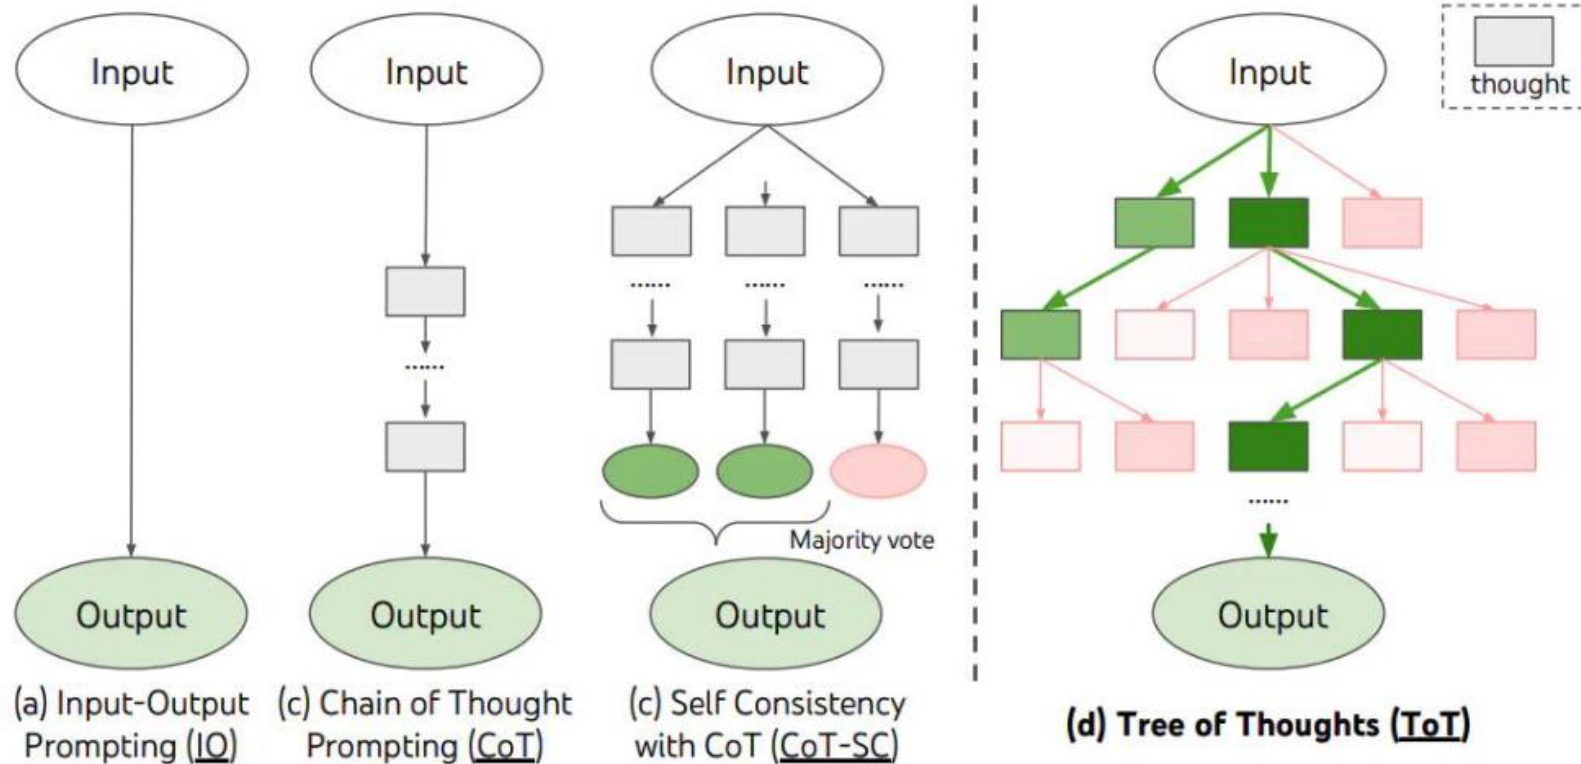 Input
Input
Input
Input
thought
......
......
......
......
......
Majority vote
Output
Output
Output
Output
(a) Input-Output
Prompting (IO)
(c) Chain of Thought
Prompting (CoT)
(c) Self Consistency
with CoT (CoT-SC)
(d) Tree of Thoughts (ToT)